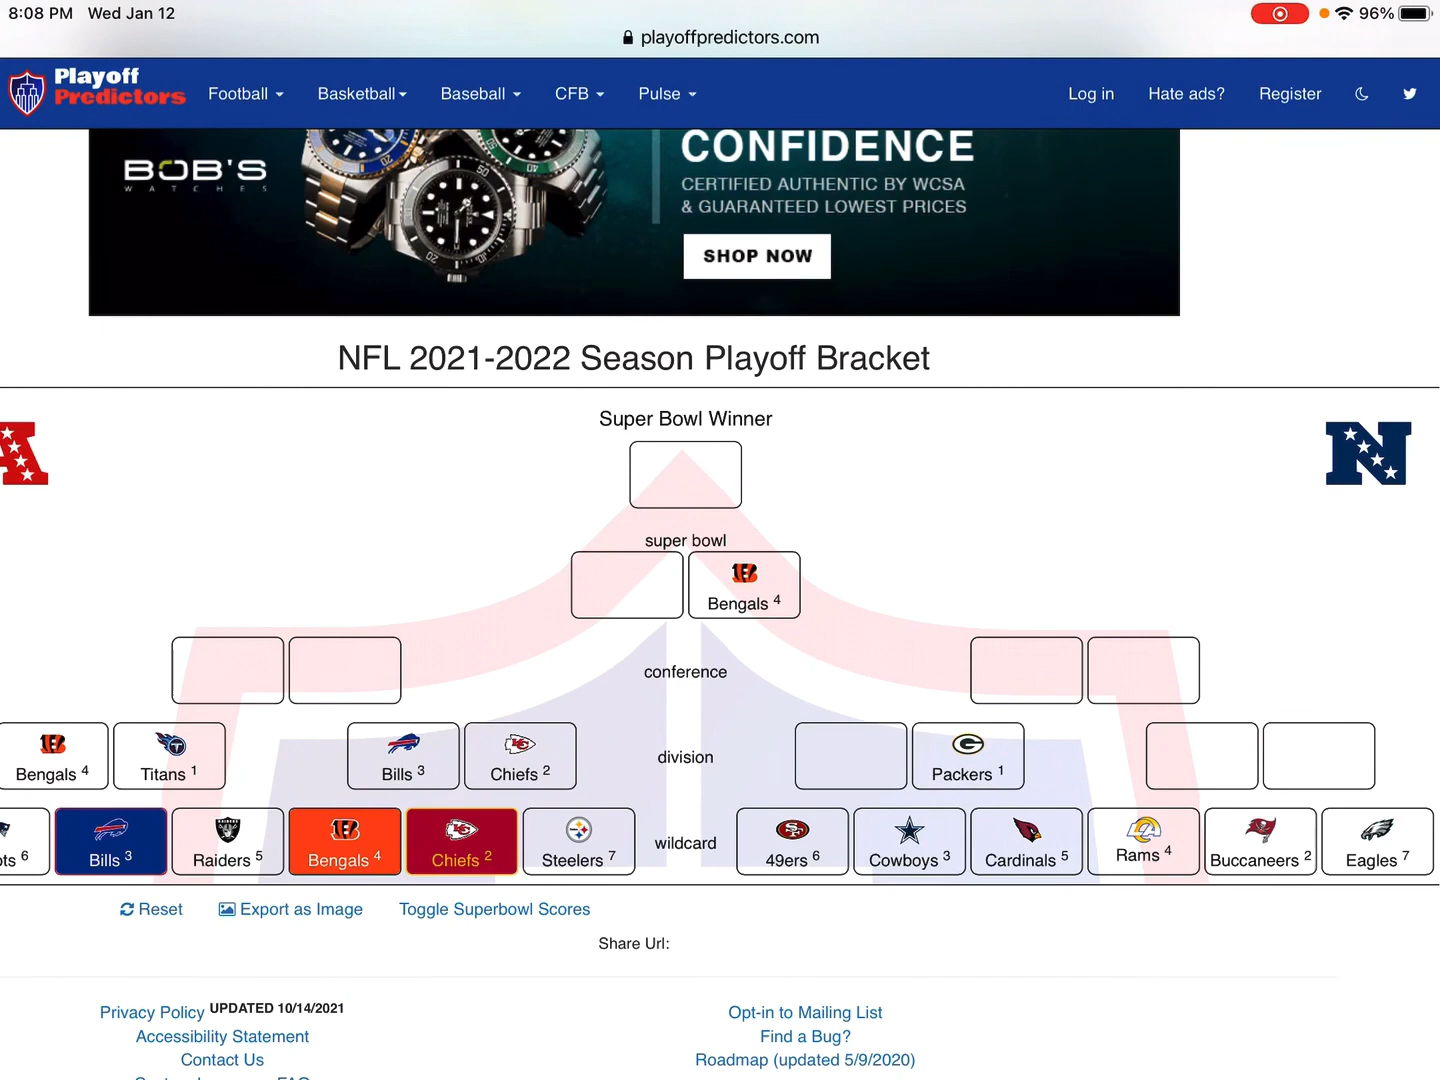 8:08 PM Wed Jan 12
96%
playoffpredictors.com
Playoff
Predictors
Football
Basketball
Baseball
CFB
Pulse
Log in
Hate ads?
Register
BOB'S
WATCHES
CONFIDENCE
CERTIFIED AUTHENTIC BY WCSA
& GUARANTEED LOWEST PRICES
SHOP NOW
NFL 2021-2022 Season Playoff Bracket
A
N
Super Bowl Winner
super bowl
Bengals 4
conference
Bengals 4
Titans 1
Bills 3
Chiefs 2
division
Packers 1
ots 6
Bills 3
Raiders 5
Bengals 4
Chiefs 2
Steelers 7
wildcard
49ers 6
Cowboys 3
Cardinals 5
Rams 4
Buccaneers 2
Eagles 7
Reset
Export as Image
Toggle Superbowl Scores
Share Url:
Privacy Policy UPDATED 10/14/2021
Accessibility Statement
Contact Us
Opt-in to Mailing List
Find a Bug?
Roadmap (updated 5/9/2020)